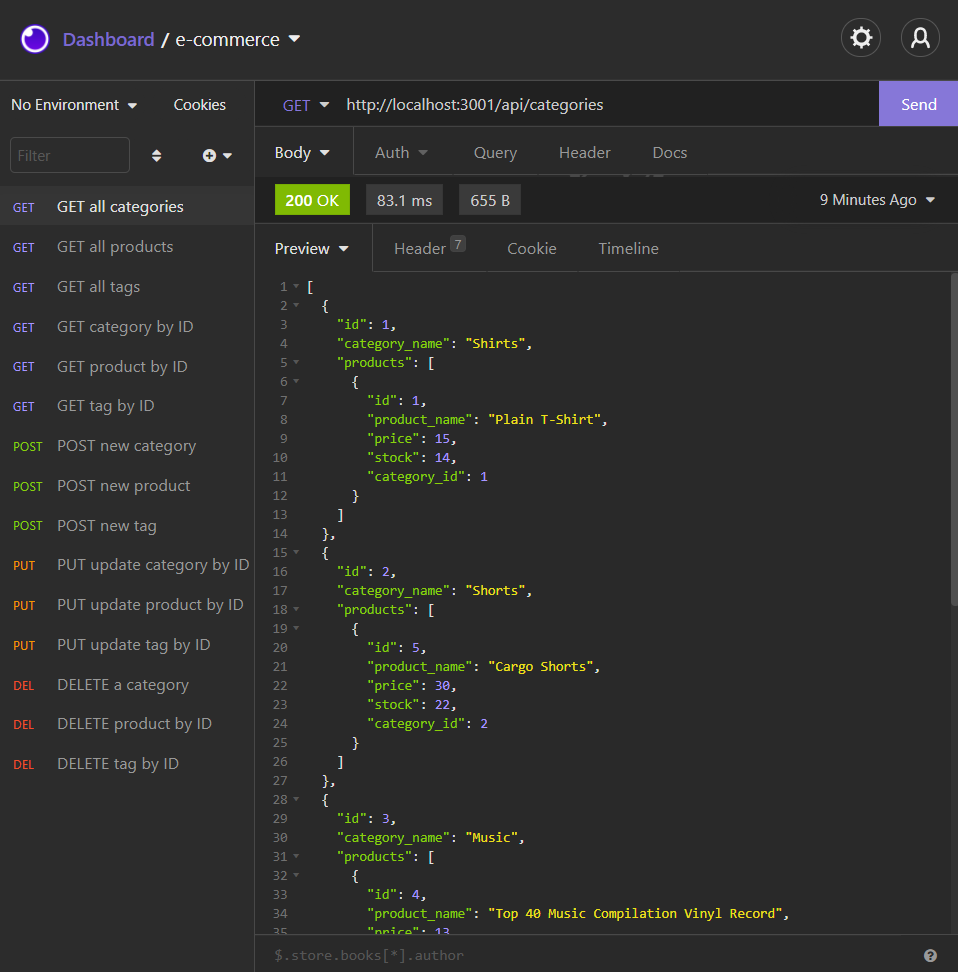 Dashboard / e-commerce
No Environment Cookies
GET http://localhost:3001/api/categories Send
Filter
Body Auth Query Header Docs
200 OK 83.1 ms 655 B 9 Minutes Ago
Preview Header 7 Cookie Timeline
GET GET all categories
GET GET all products
GET GET all tags
GET GET category by ID
GET GET product by ID
GET GET tag by ID
POST POST new category
POST POST new product
POST POST new tag
PUT PUT update category by ID
PUT PUT update product by ID
PUT PUT update tag by ID
DEL DELETE a category
DEL DELETE product by ID
DEL DELETE tag by ID
1 [
2 {
3 "id": 1,
4 "category_name": "Shirts",
5 "products": [
6 {
7 "id": 1,
8 "product_name": "Plain T-Shirt",
9 "price": 15,
10 "stock": 14,
11 "category_id": 1
12 }
13 ]
14 },
15 {
16 "id": 2,
17 "category_name": "Shorts",
18 "products": [
19 {
20 "id": 5,
21 "product_name": "Cargo Shorts",
22 "price": 30,
23 "stock": 22,
24 "category_id": 2
25 }
26 ]
27 },
28 {
29 "id": 3,
30 "category_name": "Music",
31 "products": [
32 {
33 "id": 4,
34 "product_name": "Top 40 Music Compilation Vinyl Record",
35 "price": 13
$.store.books[*].author